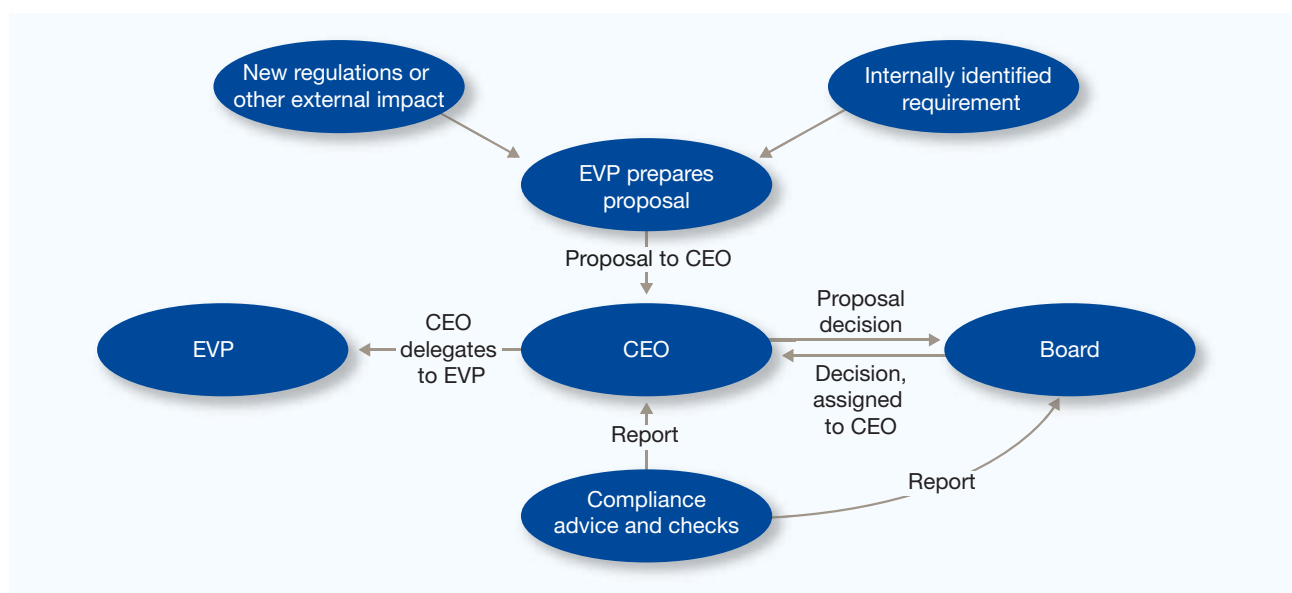 New regulations or
other external impact
Internally identified
requirement
EVP prepares
proposal
Proposal to CEO
EVP
CEO
delegates
to EVP
CEO
Proposal
decision
Decision,
assigned
to CEO
Board
Report
Compliance
advice and checks
Report